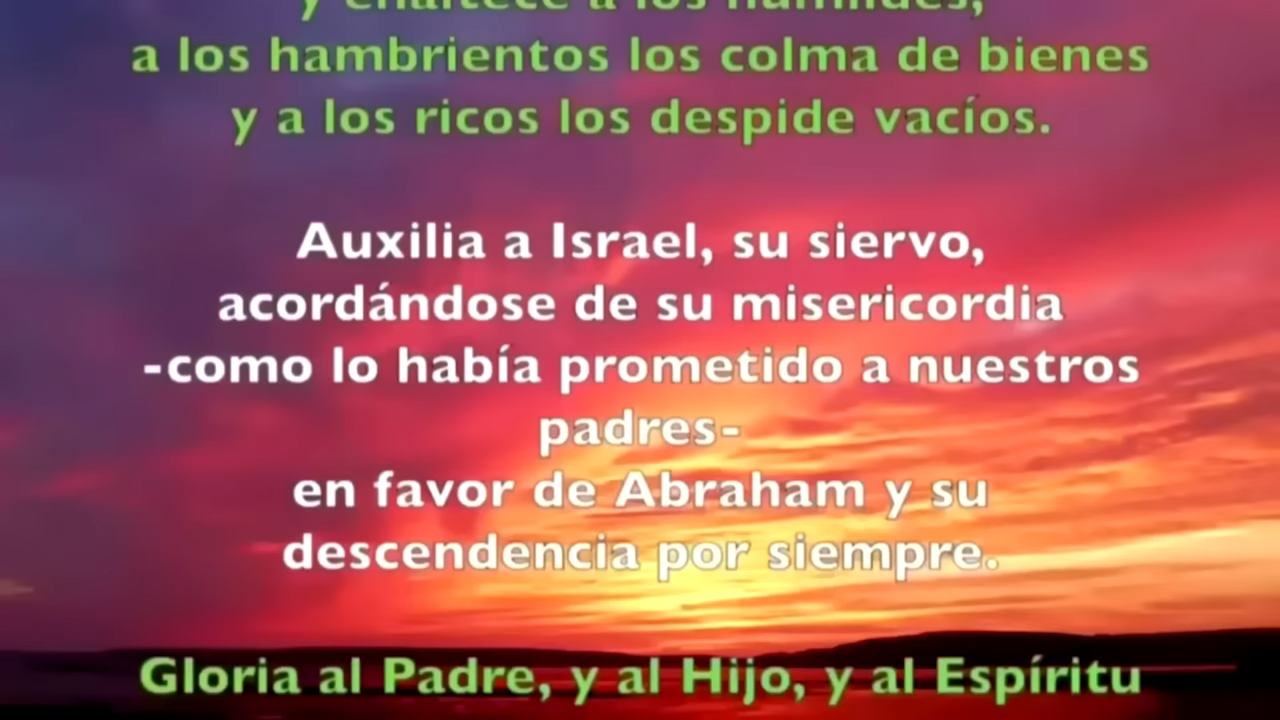 y enaltece a los humildes,
a los hambrientos los colma de bienes
y a los ricos los despide vacíos.
Auxilia a Israel, su siervo,
acordándose de su misericordia
-como lo había prometido a nuestros
padres-
en favor de Abraham y su
descendencia por siempre.
Gloria al Padre, y al Hijo, y al Espíritu